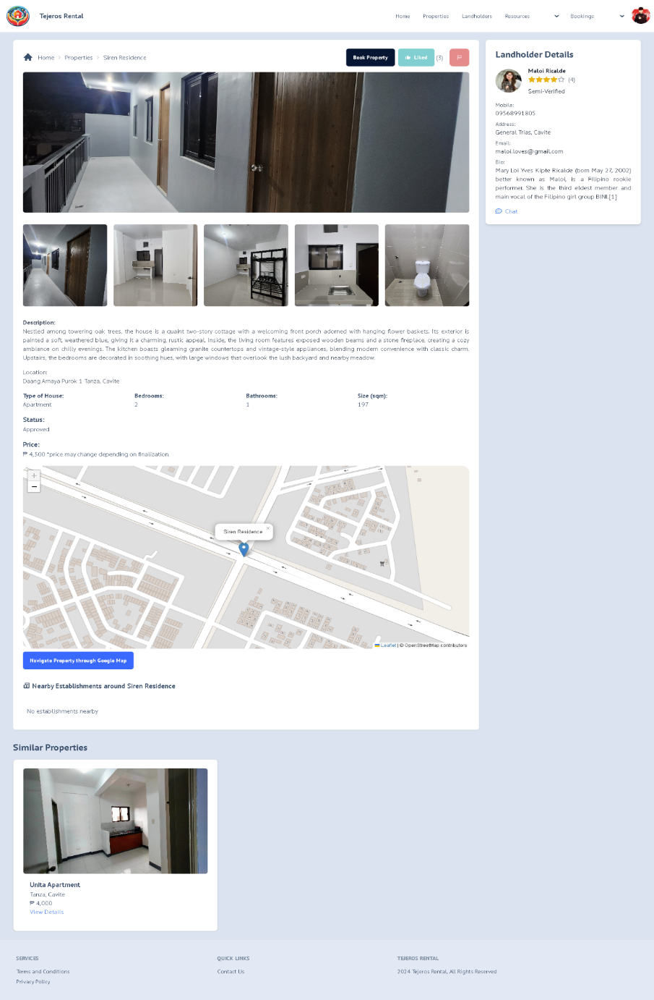 Tejeros Rental
Home
Properties
Landholders
Resources
Bookings
Home > Properties > Siren Residence
Book Property
Liked
(3)
Description:
Nestled among towering oak trees, the house is a quaint two-story cottage with a welcoming front porch adorned with hanging flower baskets. Its exterior is
painted a soft, weathered blue, giving it a charming, rustic appeal. Inside, the living room features exposed wooden beams and a stone fireplace, creating a cozy
ambiance on chilly evenings. The kitchen boasts gleaming granite countertops and vintage-style appliances, blending modern convenience with classic charm.
Upstairs, the bedrooms are decorated in soothing hues, with large windows that overlook the lush backyard and nearby meadow.
Location:
Daang Amaya Purok 1 Tanza, Cavite
Type of House:
Apartment
Bedrooms:
2
Bathrooms:
1
Size (sqm):
197
Status:
Approved
Price:
₱ 4,500 *price may change depending on finalization.
+
−
Siren Residence
×
Leaflet | © OpenStreetMap contributors
Navigate Property through Google Map
Nearby Establishments around Siren Residence
No establishments nearby
Landholder Details
Maloi Ricalde
(4)
Semi-Verified
Mobile:
09568991805
Address:
General Trias, Cavite
Email:
maloi.loves@gmail.com
Bio:
Mary Loi Yves Kipte Ricalde (born May 27, 2002)
better known as Maloi, is a Filipino rookie
performer. She is the third eldest member and
main vocal of the Filipino girl group BINI.[1]
Chat
Similar Properties
Unita Apartment
Tanza, Cavite
₱ 4,000
View Details
SERVICES
Terms and Conditions
Privacy Policy
QUICK LINKS
Contact Us
TEJEROS RENTAL
2024 Tejeros Rental, All Rights Reserved